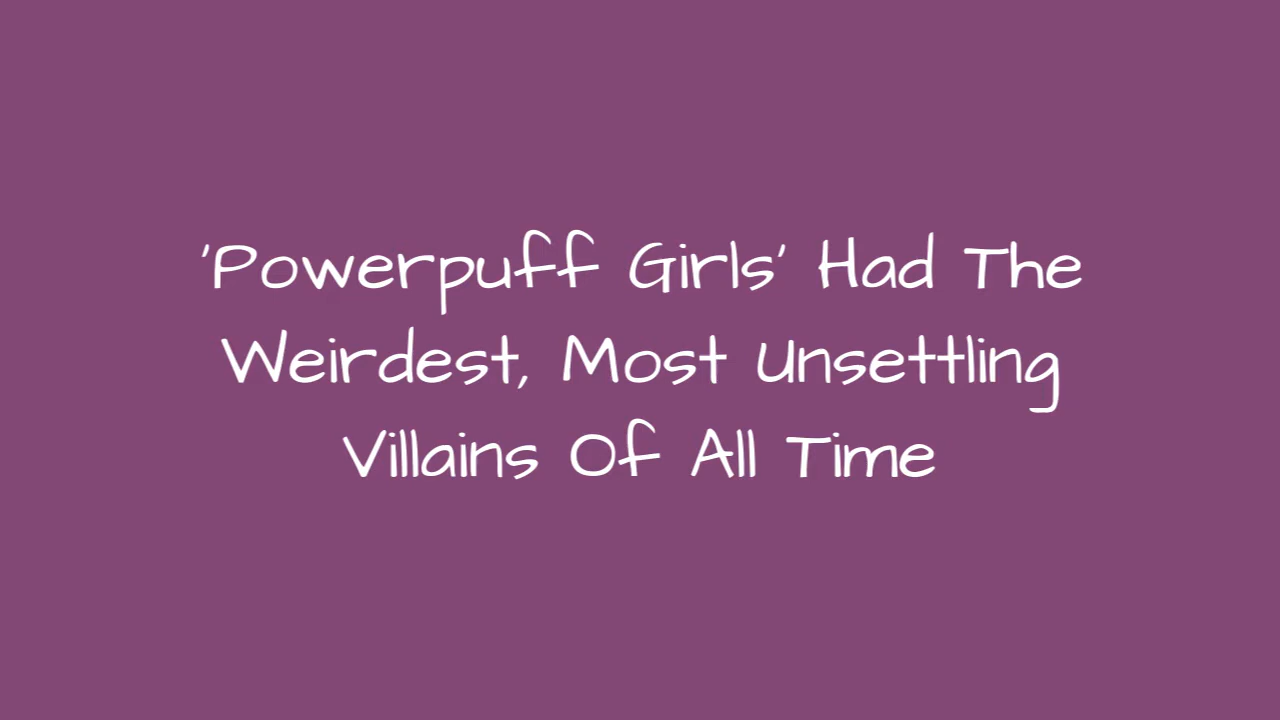 'Powerpuff Girls' Had The
Weirdest, Most Unsettling
Villains Of All Time